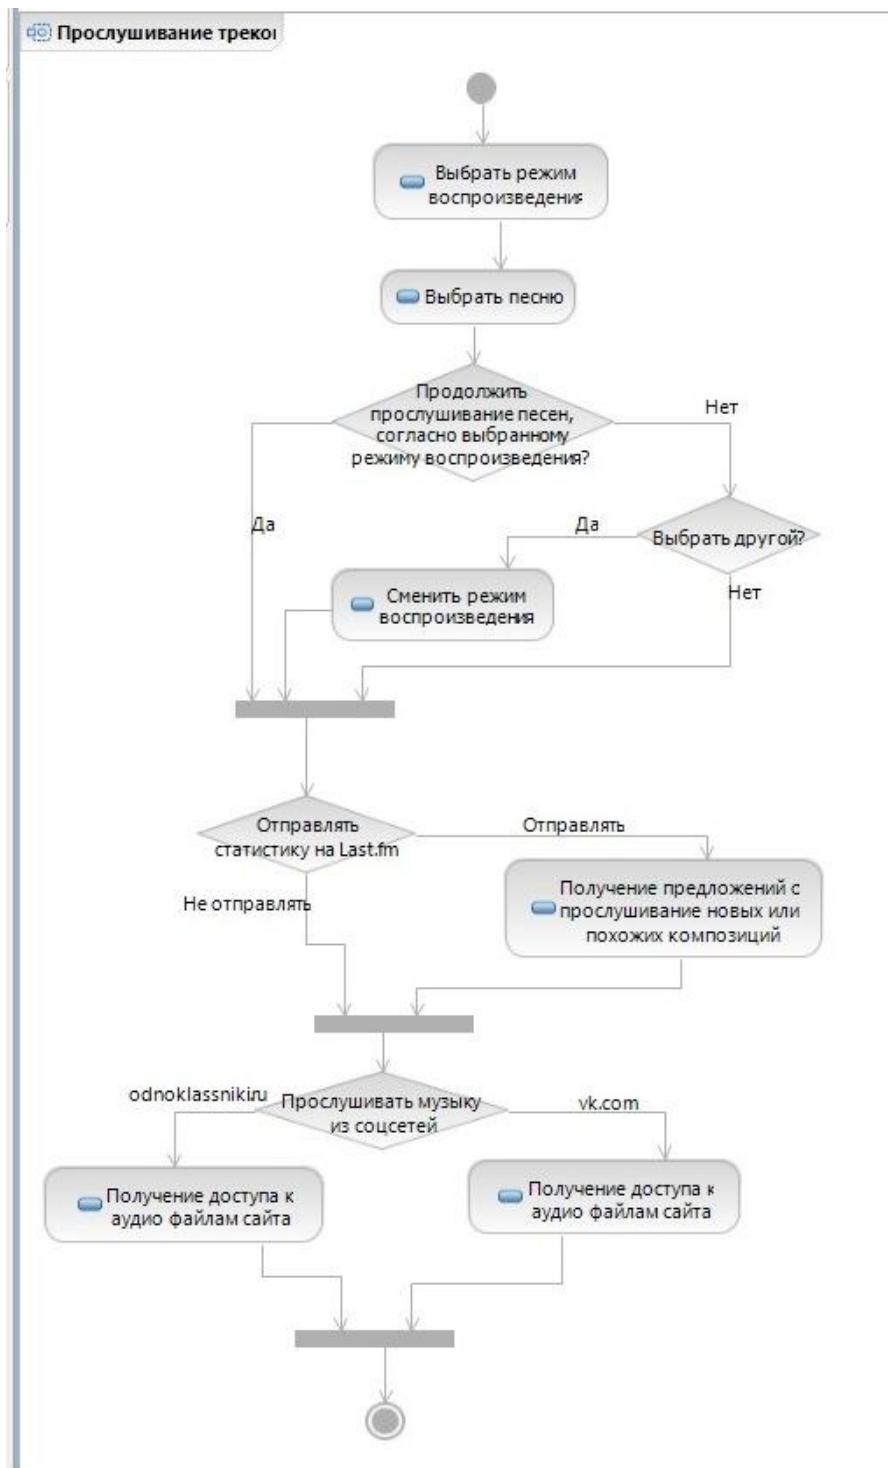 Прослушивание треков
Выбрать режим
воспроизведения
Выбрать песню
Продолжить
прослушивание песен,
согласно выбранному
режиму воспроизведения?
Нет
Да
Да
Выбрать другой?
Сменить режим
воспроизведения
Нет
Отправлять
статистику на Last.fm
Отправлять
Не отправлять
Получение предложений с
прослушивание новых или
похожих композиций
odnoklassniki.ru
Прослушивать музыку
из соцсетей
vk.com
Получение доступа к
аудио файлам сайта
Получение доступа к
аудио файлам сайта